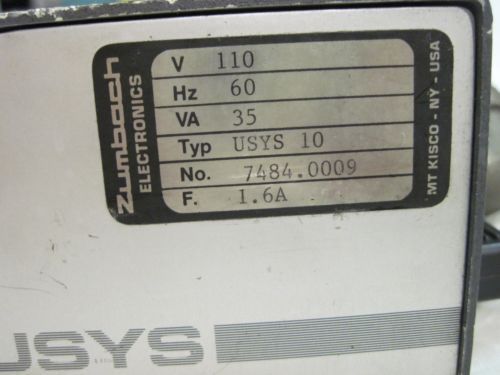 zumbach
ELECTRONICS
V 110
Hz 60
VA 35
Typ USYS 10
No. 7484.0009
F. 1.6A
MT KISCO - NY - USA
USYS